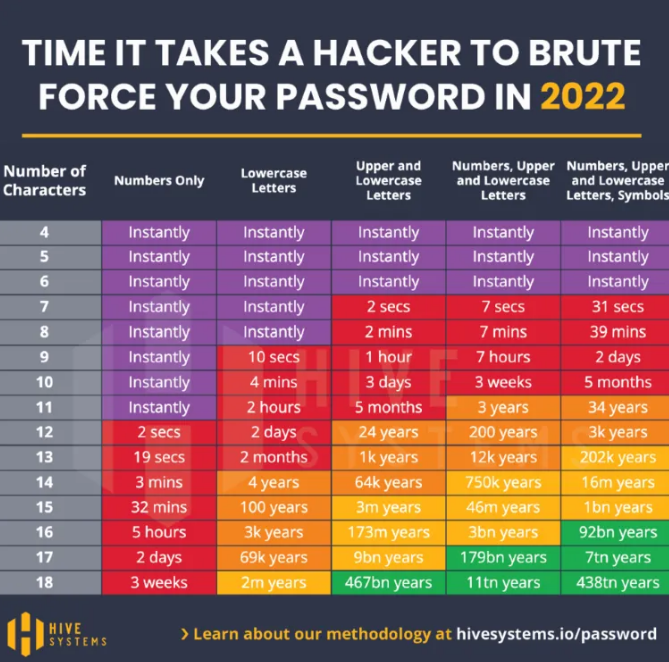 TIME IT TAKES A HACKER TO BRUTE
FORCE YOUR PASSWORD IN 2022
Number of Characters Numbers Only Lowercase Letters Upper and Lowercase Letters Numbers, Upper and Lowercase Letters Numbers, Upper and Lowercase Letters, Symbols
4 Instantly Instantly Instantly Instantly Instantly
5 Instantly Instantly Instantly Instantly Instantly
6 Instantly Instantly Instantly Instantly Instantly
7 Instantly Instantly 2 secs 7 secs 31 secs
8 Instantly Instantly 2 mins 7 mins 39 mins
9 Instantly 10 secs 1 hour 7 hours 2 days
10 Instantly 4 mins 3 days 3 weeks 5 months
11 Instantly 2 hours 5 months 3 years 34 years
12 2 secs 2 days 24 years 200 years 3k years
13 19 secs 2 months 1k years 12k years 202k years
14 3 mins 4 years 64k years 750k years 16m years
15 32 mins 100 years 3m years 46m years 1bn years
16 5 hours 3k years 173m years 3bn years 92bn years
17 2 days 69k years 9bn years 179bn years 7tn years
18 3 weeks 2m years 467bn years 11tn years 438tn years
HIVE
SYSTEMS
HIVE
SYSTEMS
> Learn about our methodology at hivesystems.io/password